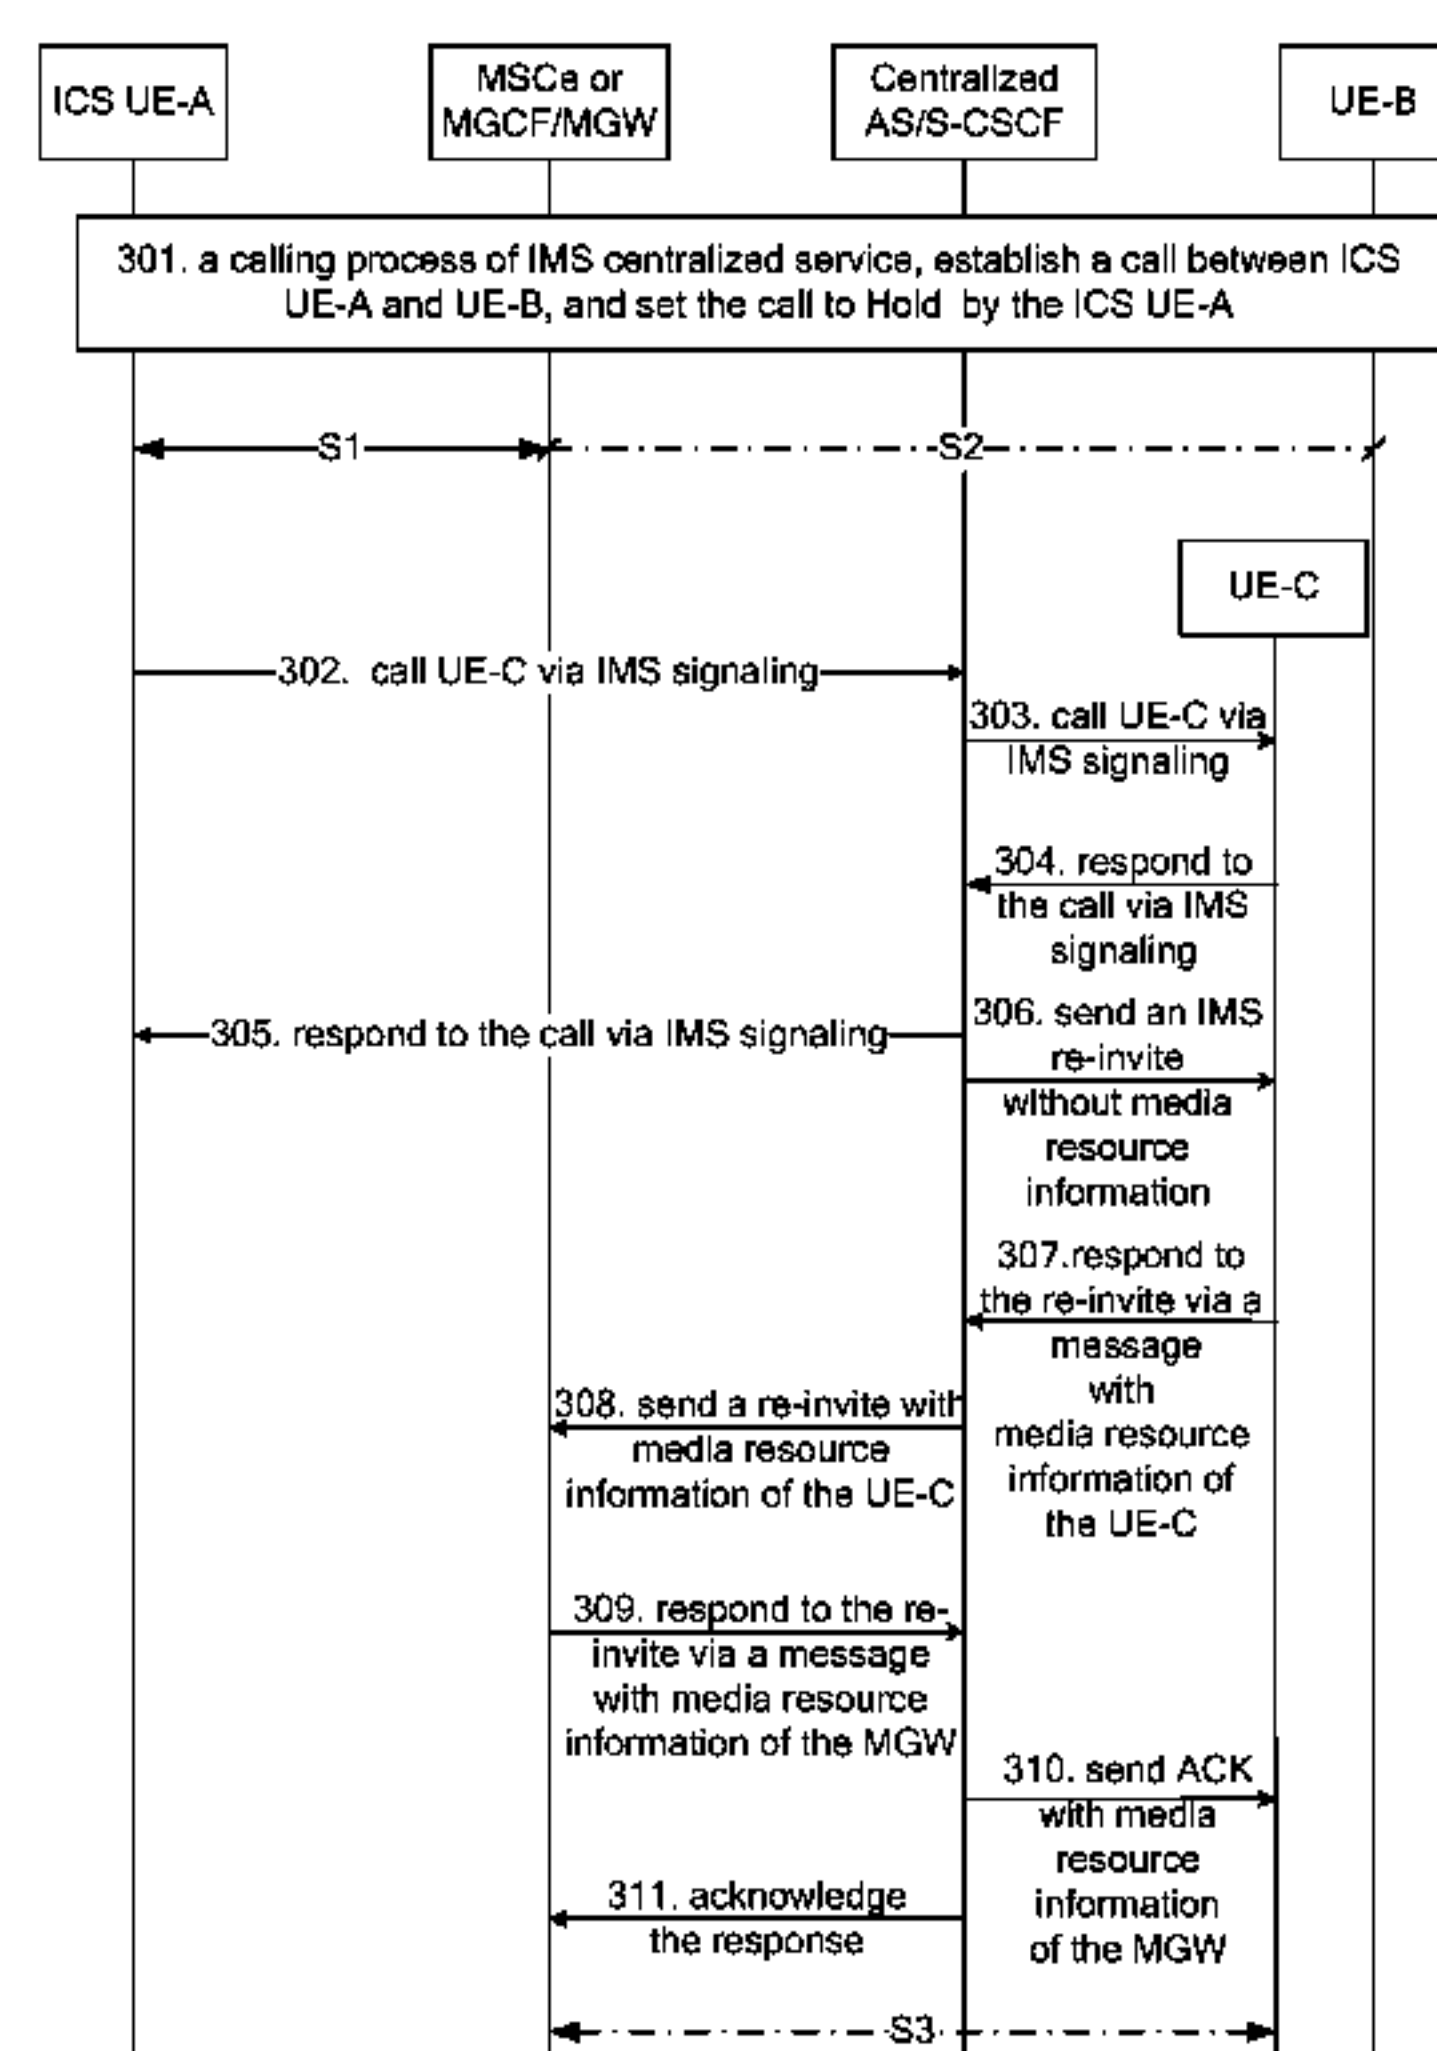 ICS UE-A
MSCe or
MGCF/MGW
Centralized
AS/S-CSCF
UE-B
301. a calling process of IMS centralized service, establish a call between ICS
UE-A and UE-B, and set the call to Hold by the ICS UE-A
S1
S2
UE-C
302. call UE-C via IMS signaling
303. call UE-C via
IMS signaling
304. respond to
the call via IMS
signaling
305. respond to the call via IMS signaling
306. send an IMS
re-invite
without media
resource
information
307.respond to
the re-invite via a
message
with
media resource
information of
the UE-C
308. send a re-invite with
media resource
information of the UE-C
309. respond to the re-
invite via a message
with media resource
information of the MGW
310. send ACK
with media
resource
information
of the MGW
311. acknowledge
the response
S3